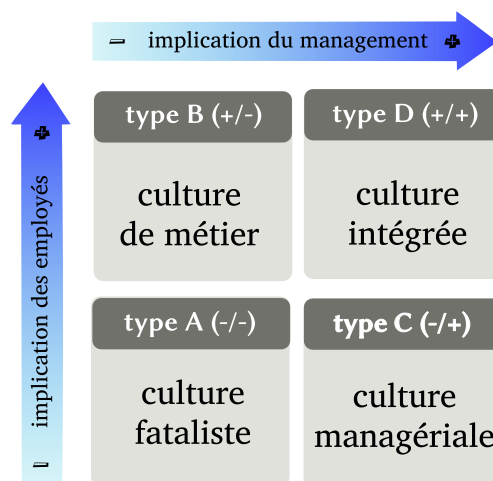 – implication du management +
+ implication des employés –
type B (+/-)
culture
de métier
type D (+/+)
culture
intégrée
type A (-/-)
culture
fataliste
type C (-/+)
culture
managériale